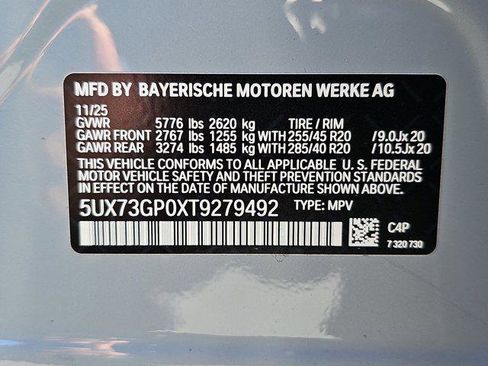 MFD BY BAYERISCHE MOTOREN WERKE AG
11/25
GVWR 5776 lbs 2620 kg TIRE / RIM
GAWR FRONT 2767 lbs 1255 kg WITH 255/45 R20 /9.0Jx20
GAWR REAR 3274 lbs 1485 kg WITH 285/40 R20 /10.5Jx20
THIS VEHICLE CONFORMS TO ALL APPLICABLE U.S. FEDERAL
MOTOR VEHICLE SAFETY AND THEFT PREVENTION STANDARDS
IN EFFECT ON THE DATE OF MANUFACTURE SHOWN ABOVE
5UX73GP0XT9279492 TYPE: MPV
C4P
7 320 730